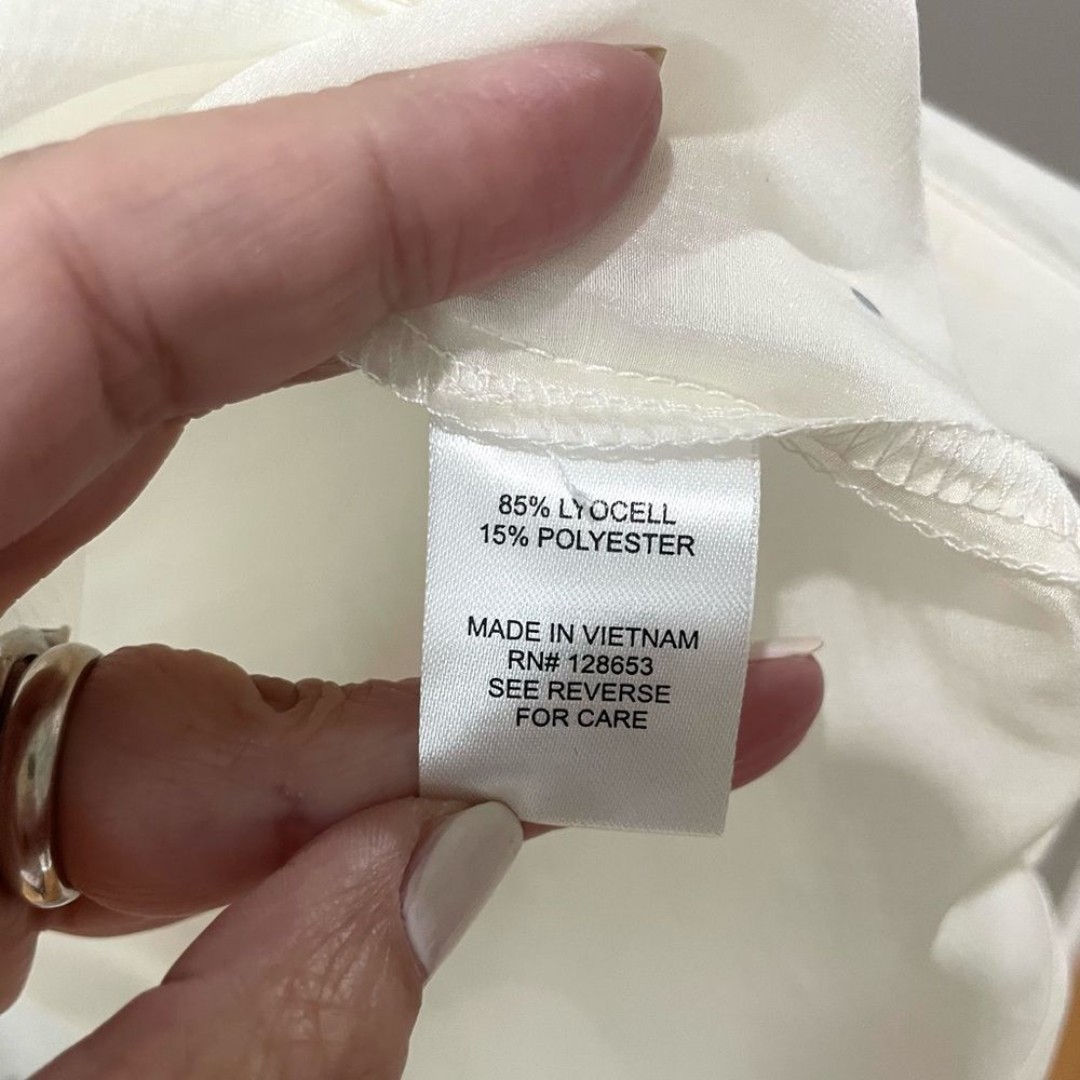 85% LYOCELL
15% POLYESTER
MADE IN VIETNAM
RN# 128653
SEE REVERSE
FOR CARE